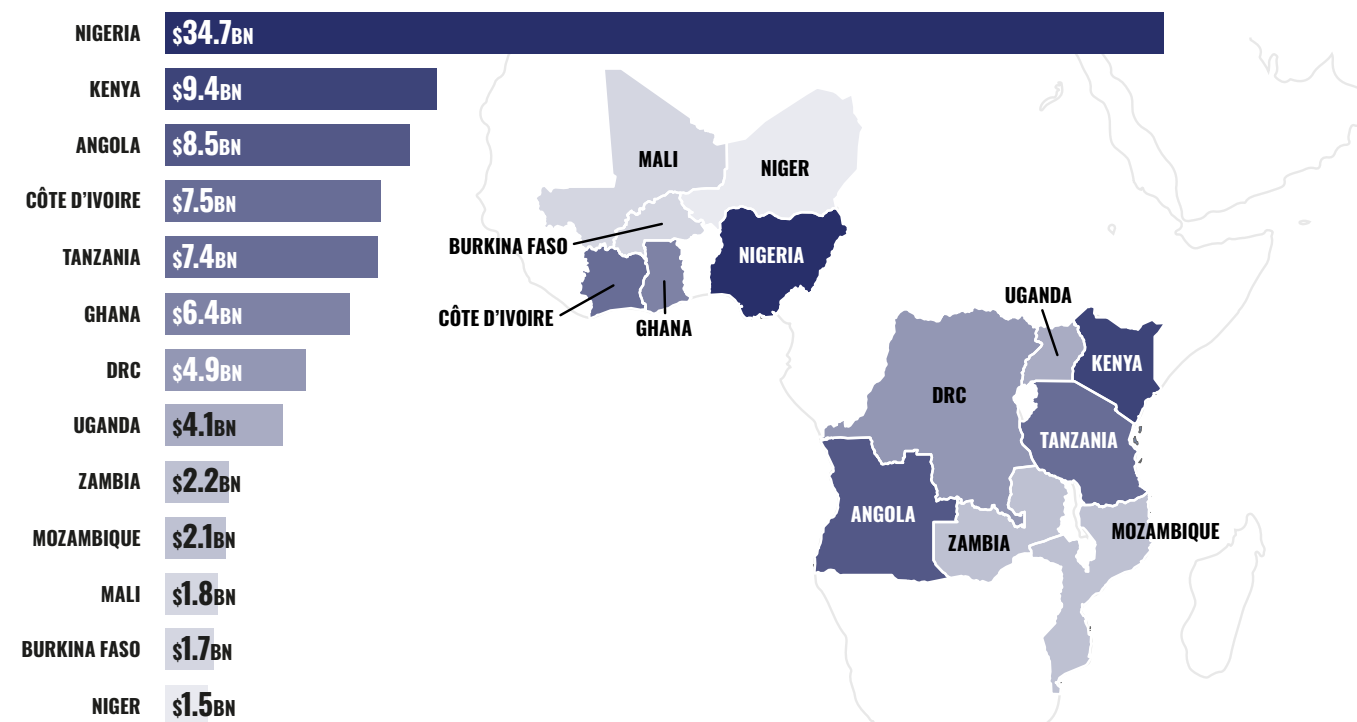 NIGERIA $34.7BN
KENYA $9.4BN
ANGOLA $8.5BN
CÔTE D’IVOIRE $7.5BN
TANZANIA $7.4BN
GHANA $6.4BN
DRC $4.9BN
UGANDA $4.1BN
ZAMBIA $2.2BN
MOZAMBIQUE $2.1BN
MALI $1.8BN
BURKINA FASO $1.7BN
NIGER $1.5BN
MALI
NIGER
BURKINA FASO
NIGERIA
CÔTE D’IVOIRE
GHANA
UGANDA
KENYA
DRC
TANZANIA
ANGOLA
ZAMBIA
MOZAMBIQUE